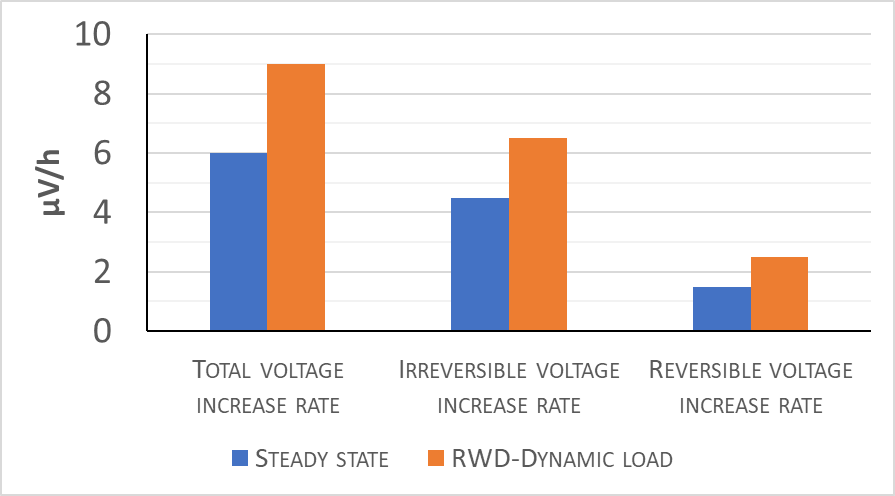 10
8
6
4
2
0
µV/h
Total voltage
increase rate
Irreversible voltage
increase rate
Reversible voltage
increase rate
Steady state
RWD-Dynamic load